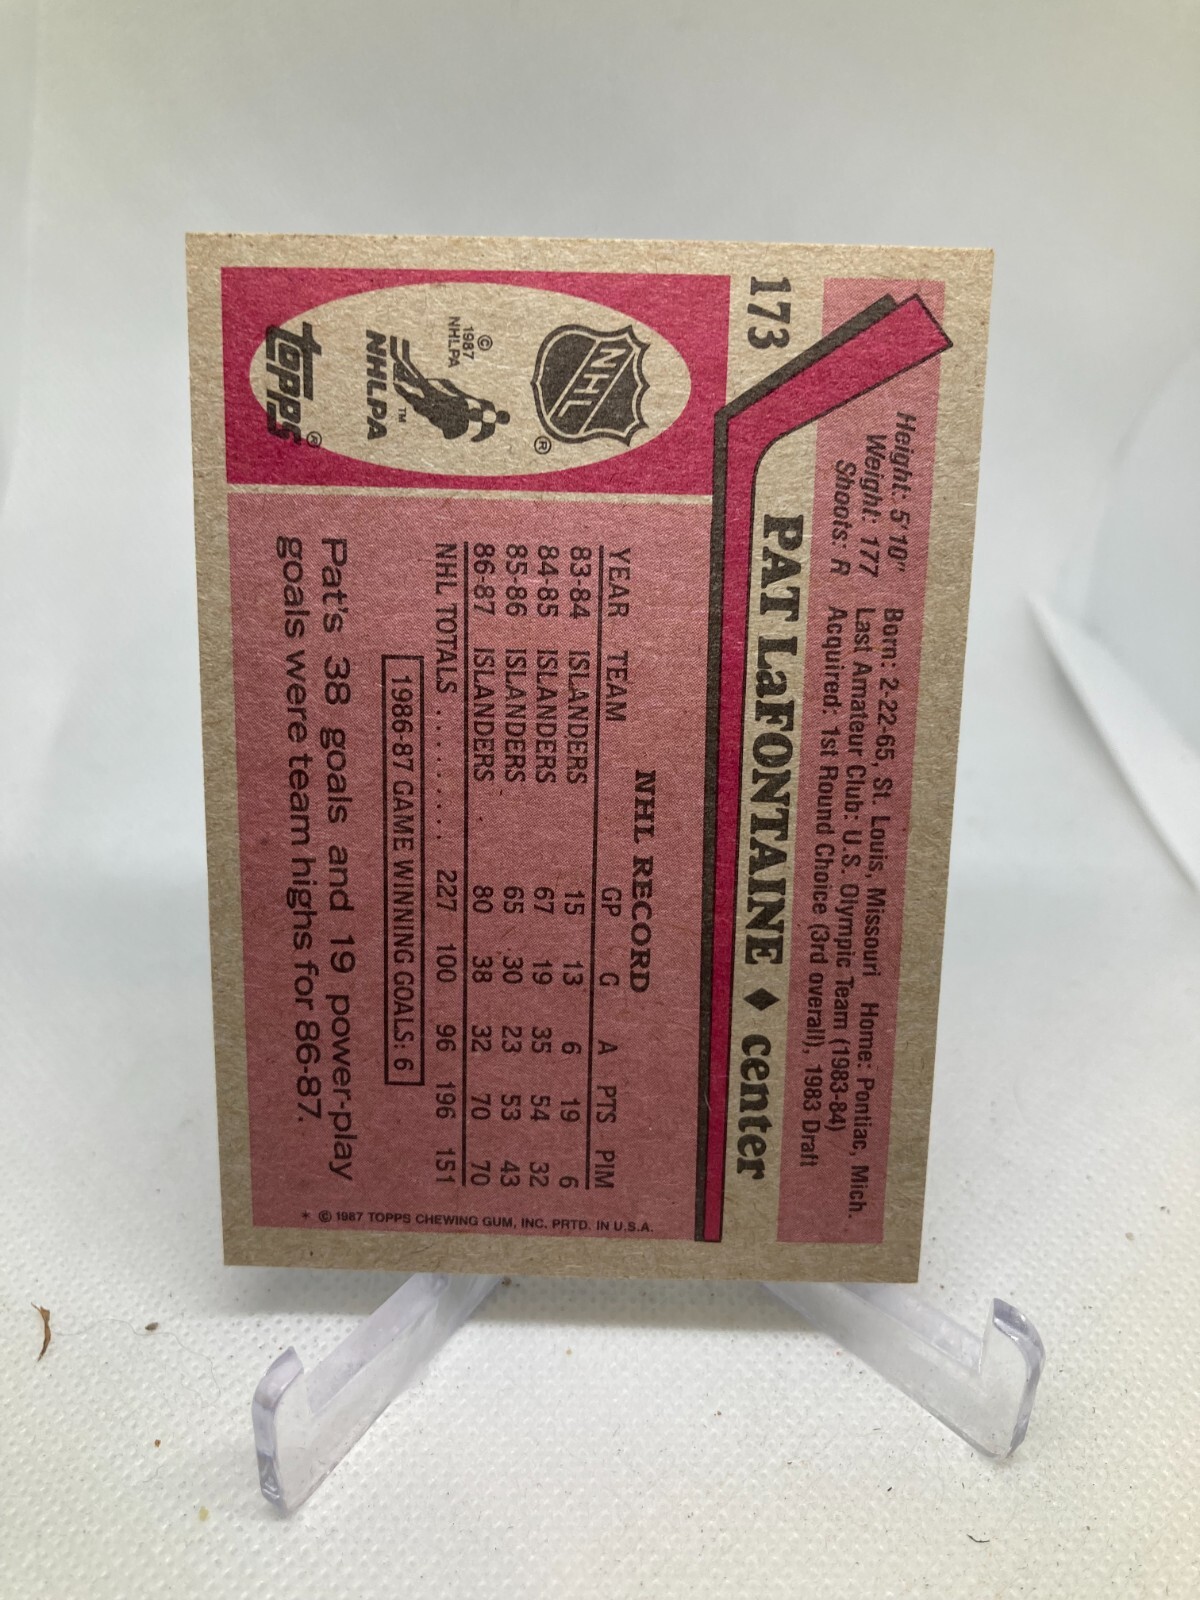 173
Height: 5'10" Born: 2-22-65, St. Louis, Missouri Home: Pontiac, Mich.
Weight: 177 Last Amateur Club: U.S. Olympic Team (1983-84)
Shoots: R Acquired: 1st Round Choice (3rd overall), 1983 Draft
PAT LaFONTAINE ♦ center
NHL
®
© 1987 NHLPA
TM
NHLPA
TOPPS®
NHL RECORD
YEAR TEAM GP G A PTS PIM
83-84 ISLANDERS 15 13 6 19 6
84-85 ISLANDERS 67 19 35 54 32
85-86 ISLANDERS 65 30 23 53 43
86-87 ISLANDERS 80 38 32 70 70
NHL TOTALS ........ 227 100 96 196 151
1986-87 GAME WINNING GOALS: 6
Pat's 38 goals and 19 power-play
goals were team highs for 86-87.
* © 1987 TOPPS CHEWING GUM, INC. PRTD. IN U.S.A.